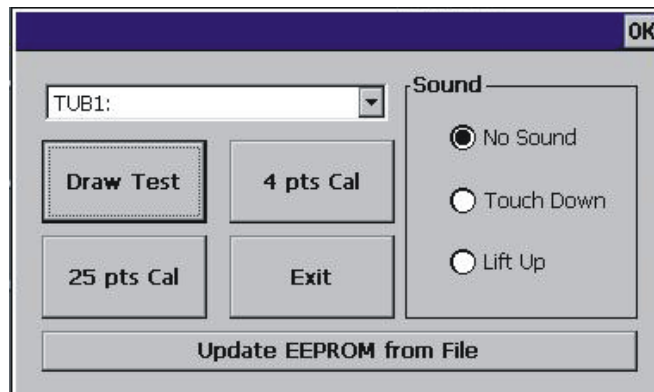 OK
TUB1:
Draw Test
4 pts Cal
25 pts Cal
Exit
Sound
No Sound
Touch Down
Lift Up
Update EEPROM from File